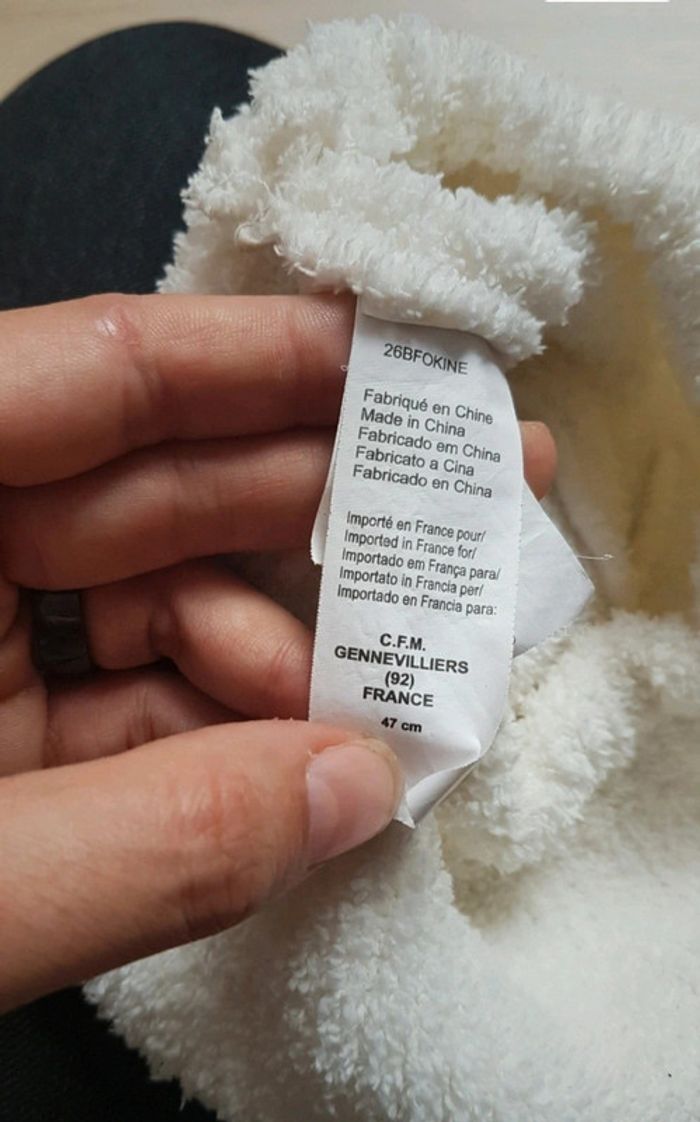 26BFOKINE
Fabriqué en Chine
Made in China
Fabricado em China
Fabricato a Cina
Fabricado en China
Importé en France pour/
Imported in France for/
Importado em França para/
Importato in Francia per/
Importado en Francia para:
C.F.M.
GENNEVILLIERS
(92)
FRANCE
47 cm